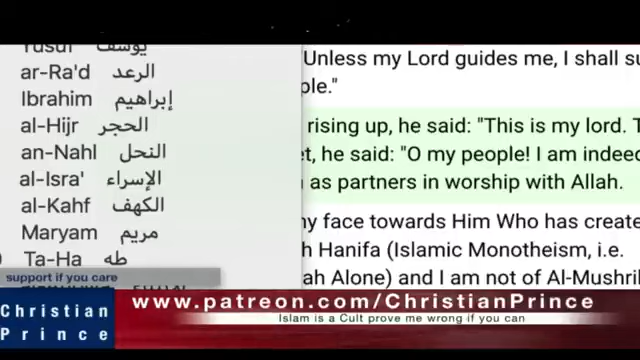 Yusuf يوسف
ar-Ra'd الرعد
Ibrahim إبراهيم
al-Hijr الحجر
an-Nahl النحل
al-Isra' الإسراء
al-Kahf الكهف
Maryam مريم
Ta-Ha طه
Unless my Lord guides me, I shall
ple."
rising up, he said: "This is my lord.
he said: "O my people! I am indeed
as partners in worship with Allah.
face towards Him Who has create
h Hanifa (Islamic Monotheism, i.e.
ah Alone) and I am not of Al-Mushrik
support if you care
Christian
Prince
www.patreon.com/ChristianPrince
Islam is a Cult prove me wrong if you can